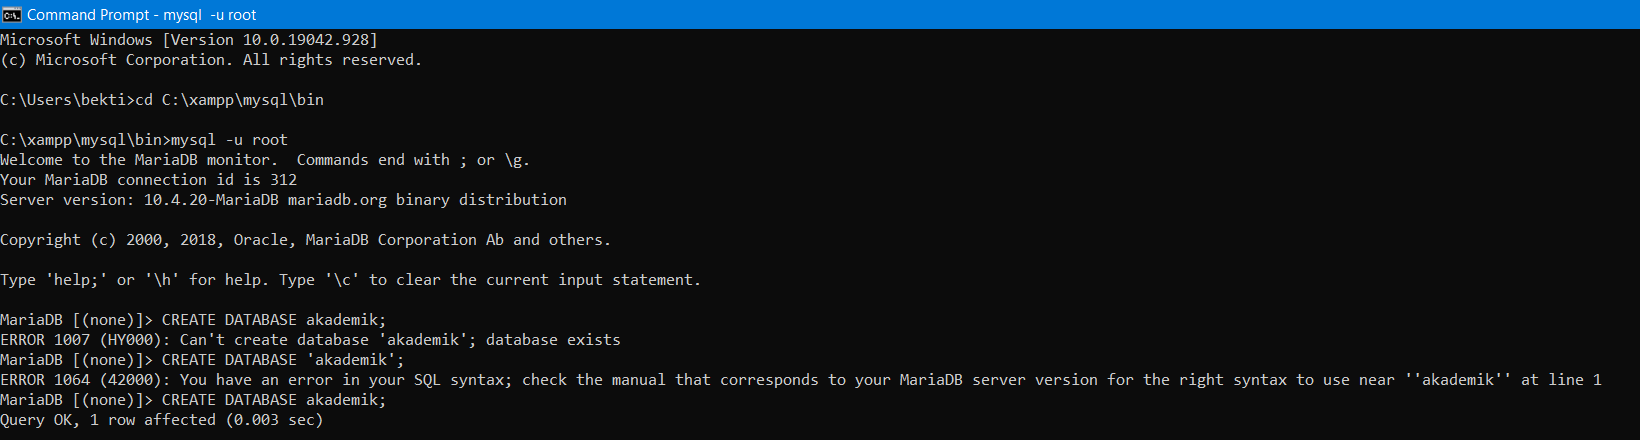 Command Prompt - mysql  -u root
Microsoft Windows [Version 10.0.19042.928]
(c) Microsoft Corporation. All rights reserved.
C:\Users\bekti>cd C:\xampp\mysql\bin
C:\xampp\mysql\bin>mysql -u root
Welcome to the MariaDB monitor.  Commands end with ; or \g.
Your MariaDB connection id is 312
Server version: 10.4.20-MariaDB mariadb.org binary distribution
Copyright (c) 2000, 2018, Oracle, MariaDB Corporation Ab and others.
Type 'help;' or '\h' for help. Type '\c' to clear the current input statement.
MariaDB [(none)]> CREATE DATABASE akademik;
ERROR 1007 (HY000): Can't create database 'akademik'; database exists
MariaDB [(none)]> CREATE DATABASE 'akademik';
ERROR 1064 (42000): You have an error in your SQL syntax; check the manual that corresponds to your MariaDB server version for the right syntax to use near ''akademik'' at line 1
MariaDB [(none)]> CREATE DATABASE akademik;
Query OK, 1 row affected (0.003 sec)